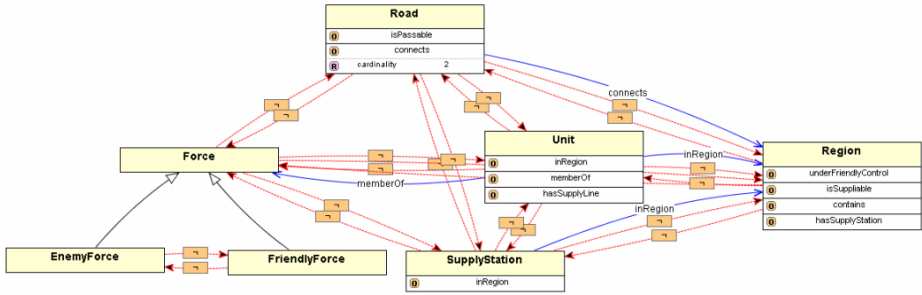 Road
O isPassable
O connects
R cardinality 2
connects
¬ ¬
¬ ¬
¬
¬
¬
¬
Force
Unit
O inRegion
O memberOf
O hasSupplyLine
Region
O underFriendlyControl
O isSuppliable
O contains
O hasSupplyStation
inRegion
¬ ¬ ¬ ¬
¬ ¬ ¬
memberOf
inRegion
¬
¬
¬ ¬
¬
¬
EnemyForce
¬
¬
FriendlyForce
SupplyStation
O inRegion